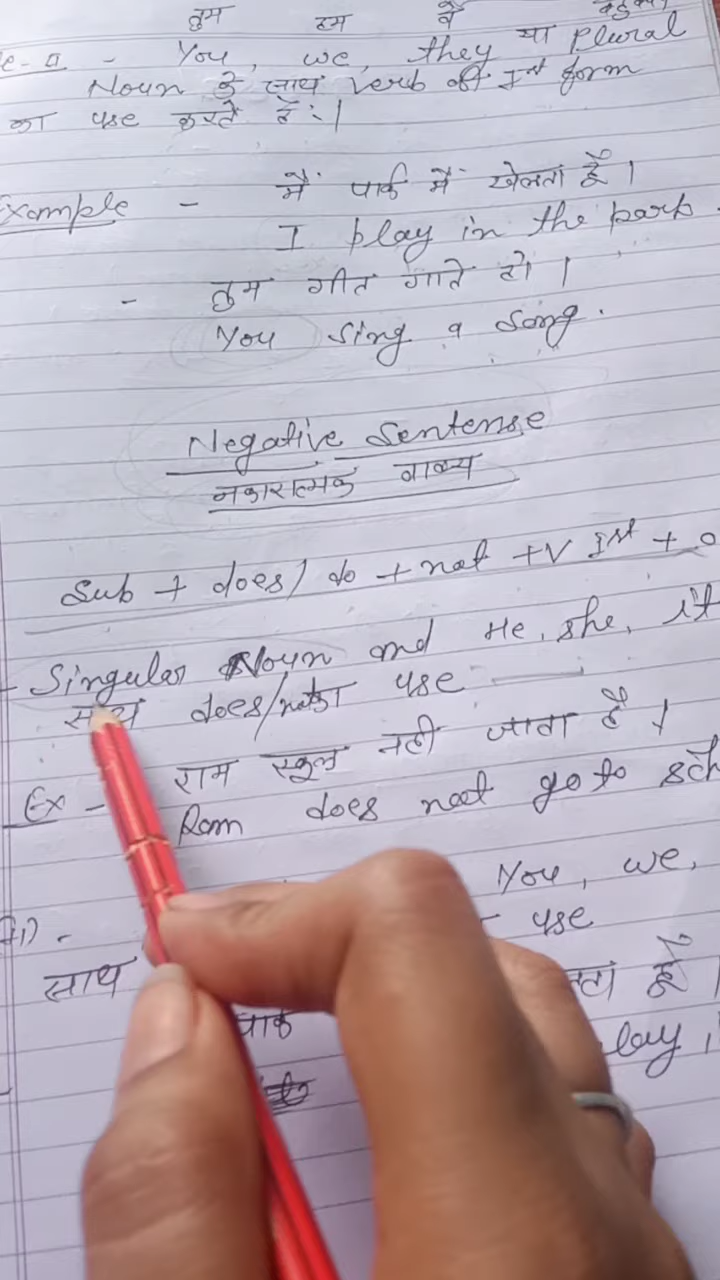 तुम हम वे
You, we, they या Plural
Noun के साथ Verb की Ist form
का use करते हैं:।
Example - मैं पार्क में खेलता हूँ।
I play in the park.
- तुम गीत गाते हो।
You sing a song.
Negative Sentense
नकारात्मक वाक्य
Sub + does/do + not + V Ist + o
- Singular Noun and He, she, it
साथ does/not का use
राम स्कूल नही जाता है।
Ex - Ram does not go to sch
You, we,
साथ use
पार्क हूँ।
lay